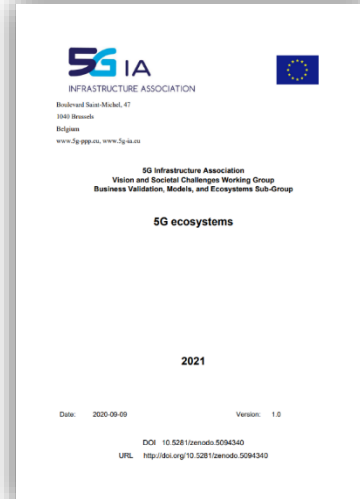 5G IA
INFRASTRUCTURE ASSOCIATION
Boulevard Saint-Michel, 47
1040 Brussels
Belgium
www.5g-ppp.eu, www.5g-ia.eu
5G Infrastructure Association
Vision and Societal Challenges Working Group
Business Validation, Models, and Ecosystems Sub-Group
5G ecosystems
2021
Date: 2020-09-09 Version: 1.0
DOI 10.5281/zenodo.5094340
URL http://doi.org/10.5281/zenodo.5094340